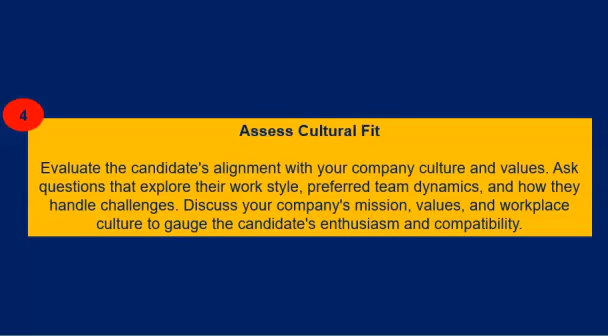 4
Assess Cultural Fit
Evaluate the candidate's alignment with your company culture and values. Ask
questions that explore their work style, preferred team dynamics, and how they
handle challenges. Discuss your company's mission, values, and workplace
culture to gauge the candidate's enthusiasm and compatibility.